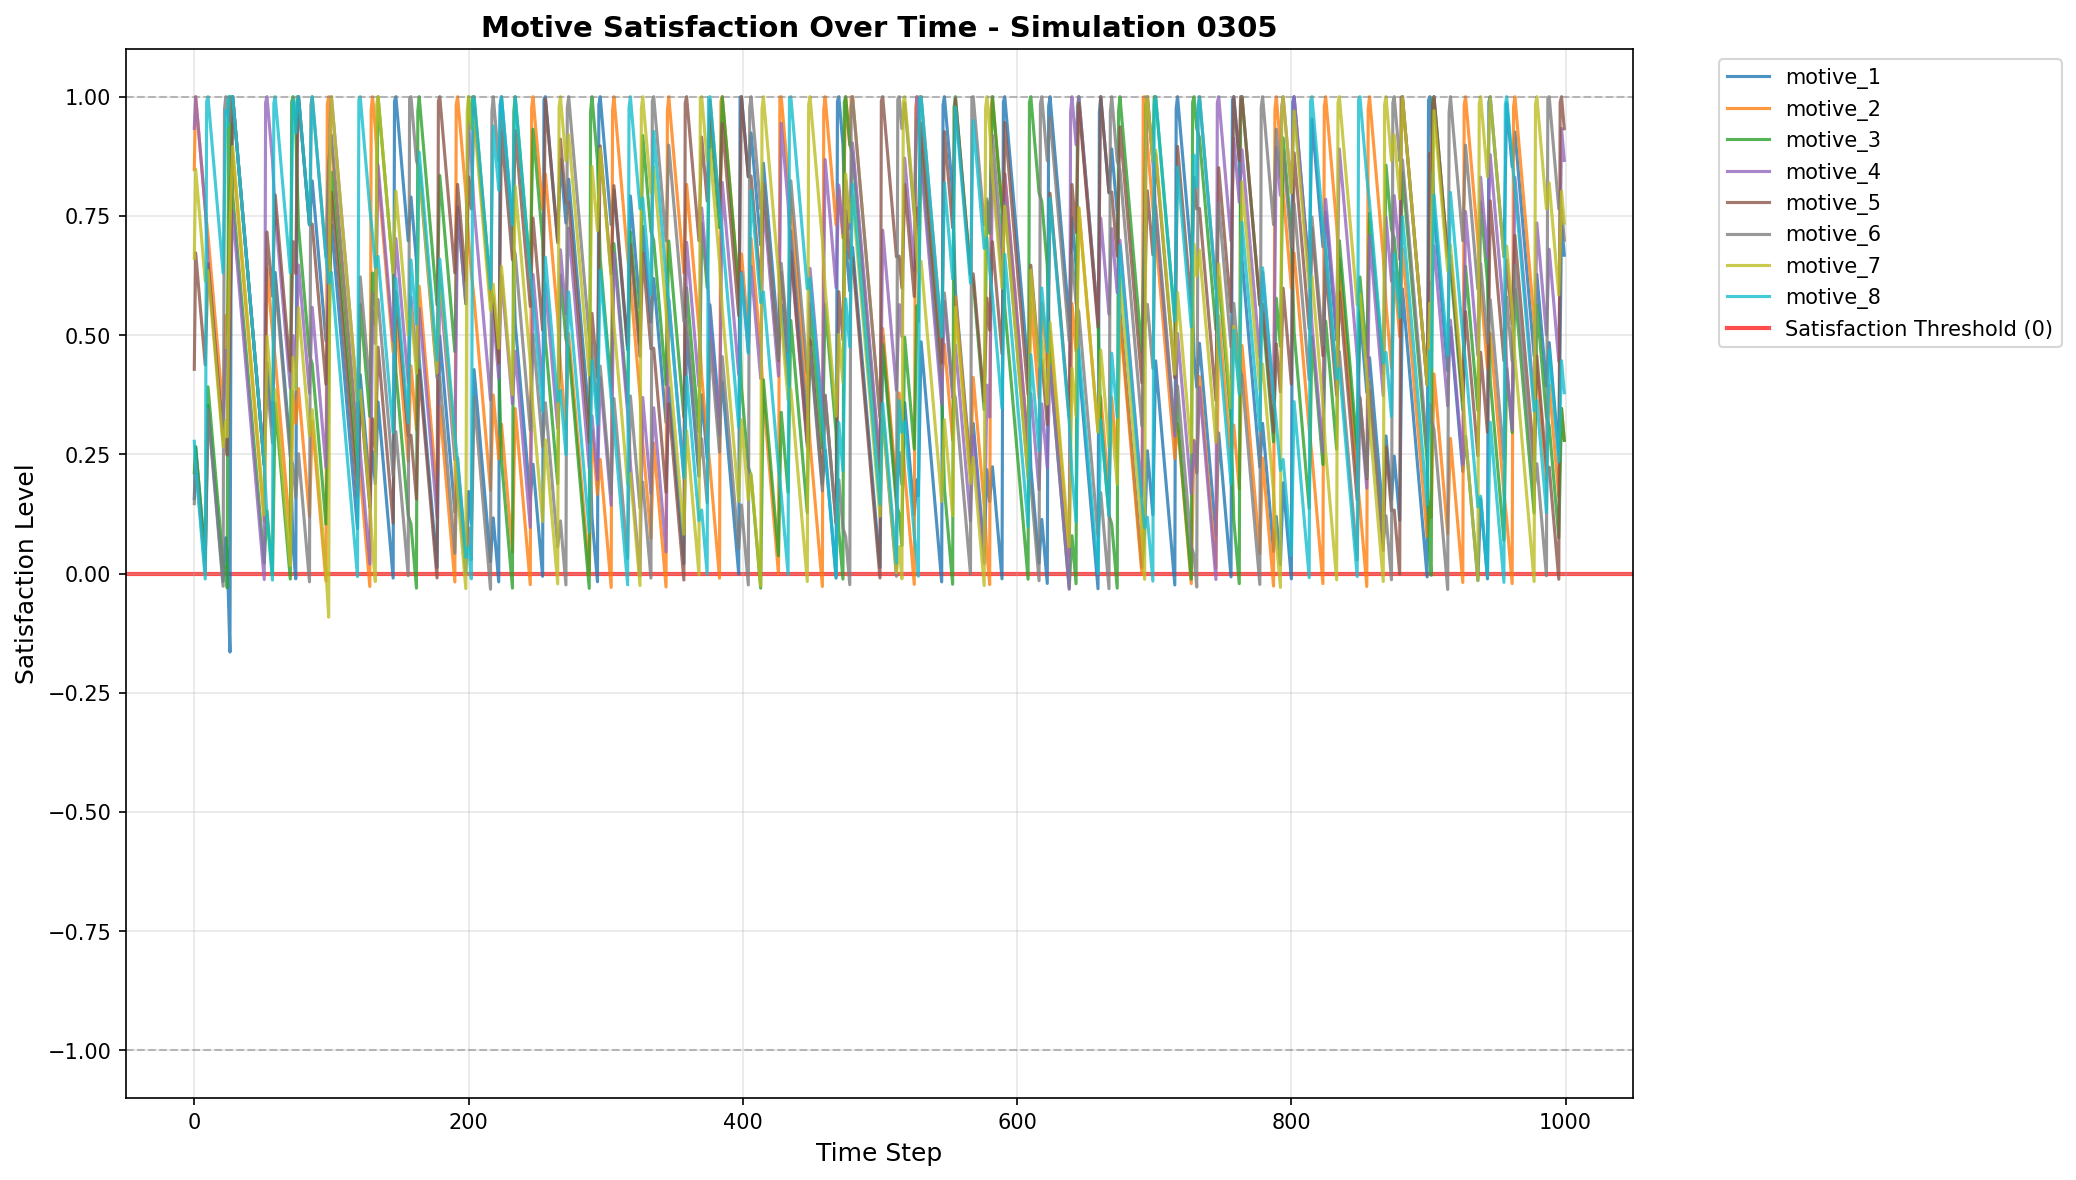 Motive Satisfaction Over Time - Simulation 0305
1.00
0.75
0.50
0.25
0.00
−0.25
−0.50
−0.75
−1.00
Satisfaction Level
0
200
400
600
800
1000
Time Step
motive_1
motive_2
motive_3
motive_4
motive_5
motive_6
motive_7
motive_8
Satisfaction Threshold (0)